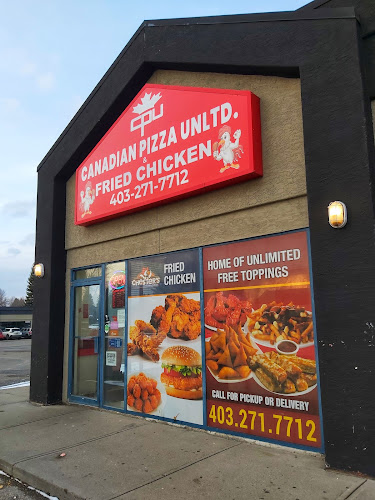 CPU
CANADIAN PIZZA UNLTD.
&
FRIED CHICKEN
403-271-7712
CHESTER'S
FRIED
CHICKEN
HOME OF UNLIMITED
FREE TOPPINGS
CALL FOR PICKUP OR DELIVERY
403.271.7712